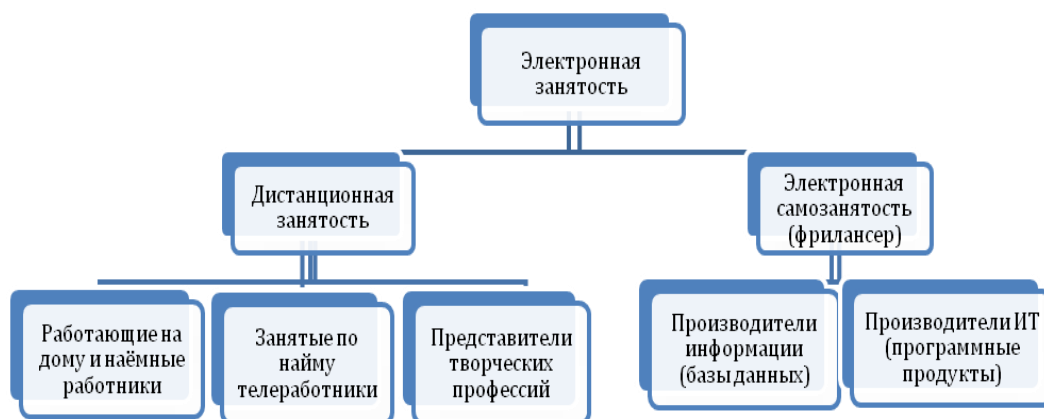 Электронная
занятость
Дистанционная
занятость
Электронная
самозанятость
(фрилансер)
Работающие на
дому и наёмные
работники
Занятые по
найму
телеработники
Представители
творческих
профессий
Производители
информации
(базы данных)
Производители ИТ
(программные
продукты)